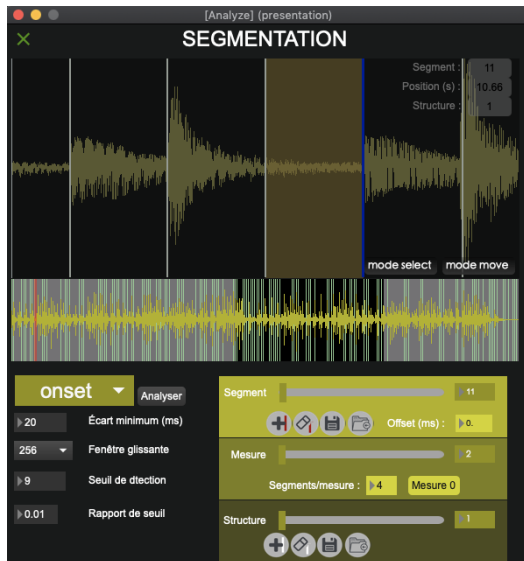 [Analyze] (presentation)
SEGMENTATION
Segment : 11
Position (s) : 10.66
Structure : 1
mode select mode move
onset Analyser
20 Écart minimum (ms)
256 Fenêtre glissante
9 Seuil de dtection
0.01 Rapport de seuil
Segment 11
Offset (ms) : 0.
Mesure 2
Segments/mesure : 4 Mesure 0
Structure 1